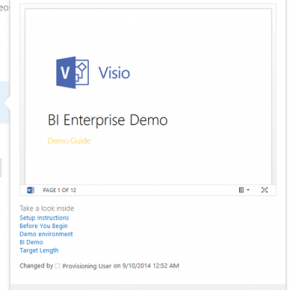 Visio
BI Enterprise Demo
Demo Guide
PAGE 1 OF 12
Take a look inside
Setup Instructions
Before You Begin
Demo environment
BI Demo
Target Length
Changed by Provisioning User on 9/10/2014 12:52 AM